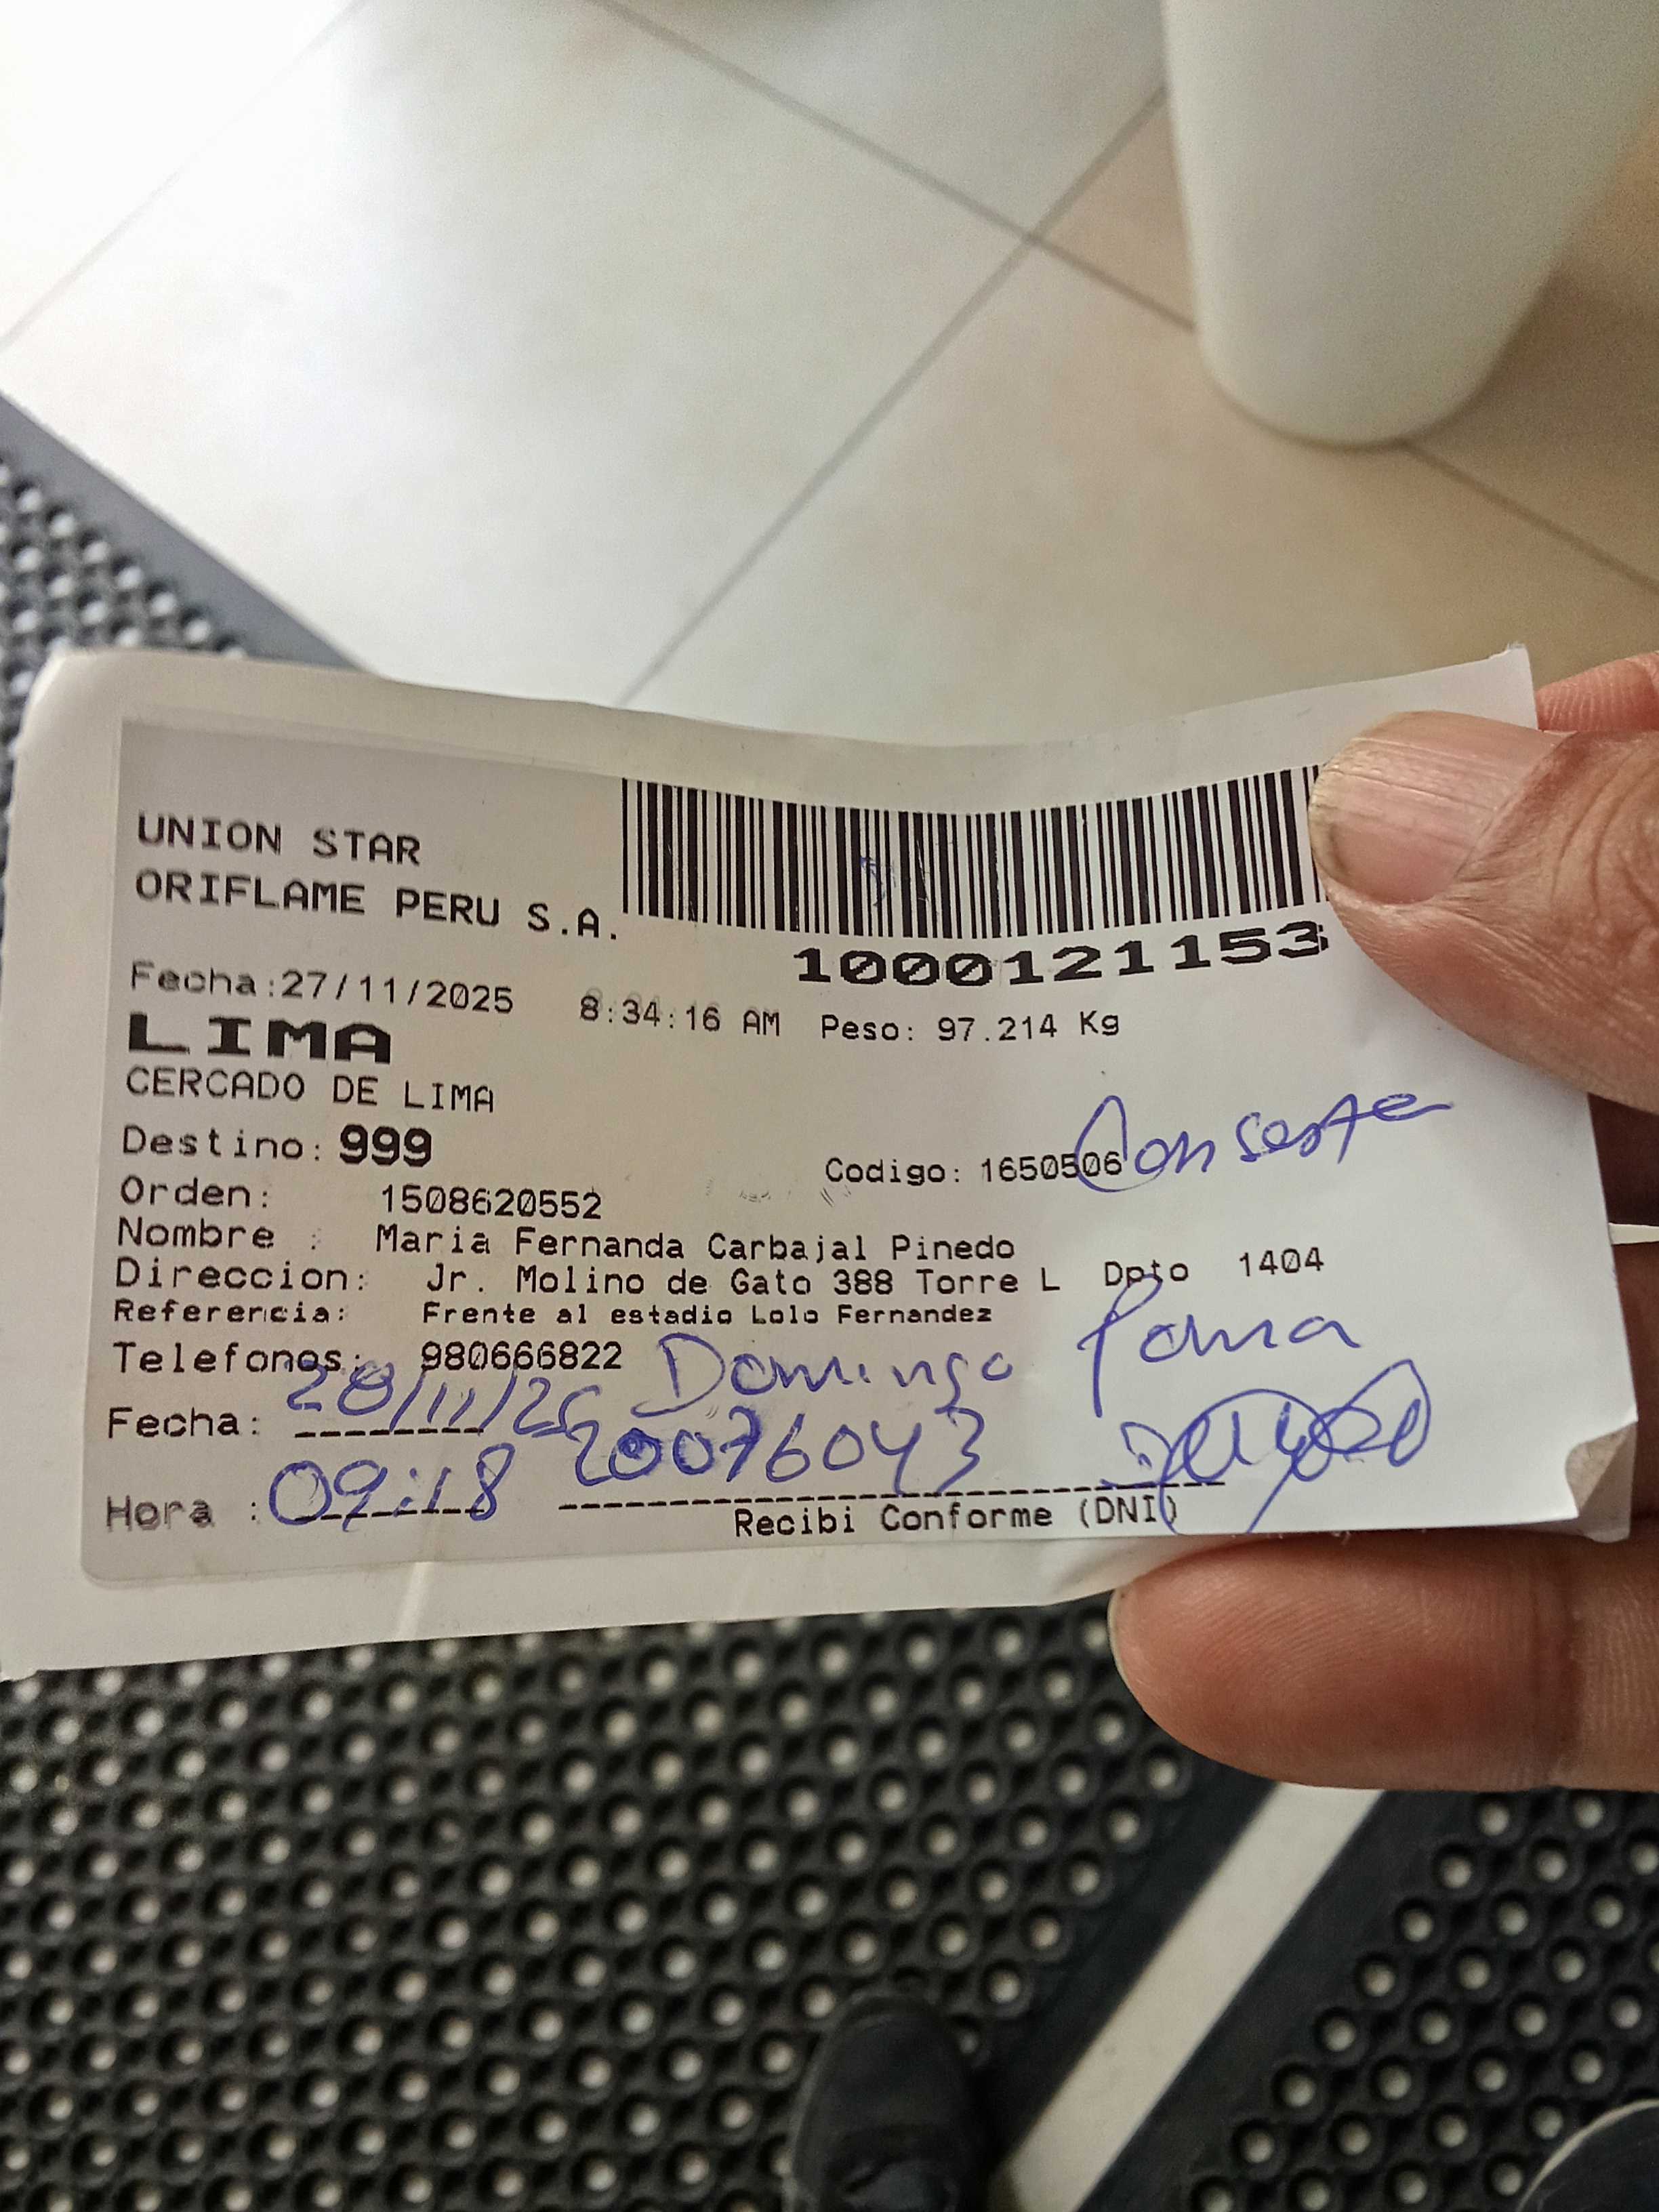 UNION STAR
ORIFLAME PERU S.A.
1000121153
Fecha:27/11/2025 8:34:16 AM Peso: 97.214 Kg
LIMA
CERCADO DE LIMA
Destino: 999
Codigo: 1650506
Orden: 1508620552
Nombre : Maria Fernanda Carbajal Pinedo
Direccion: Jr. Molino de Gato 388 Torre L Dpto 1404
Referencia: Frente al estadio Lolo Fernandez
Telefonos: 980666822 Domingo Poma
Fecha: 28/11/25 20076043
Hora : 09:18
Recibi Conforme (DNI)